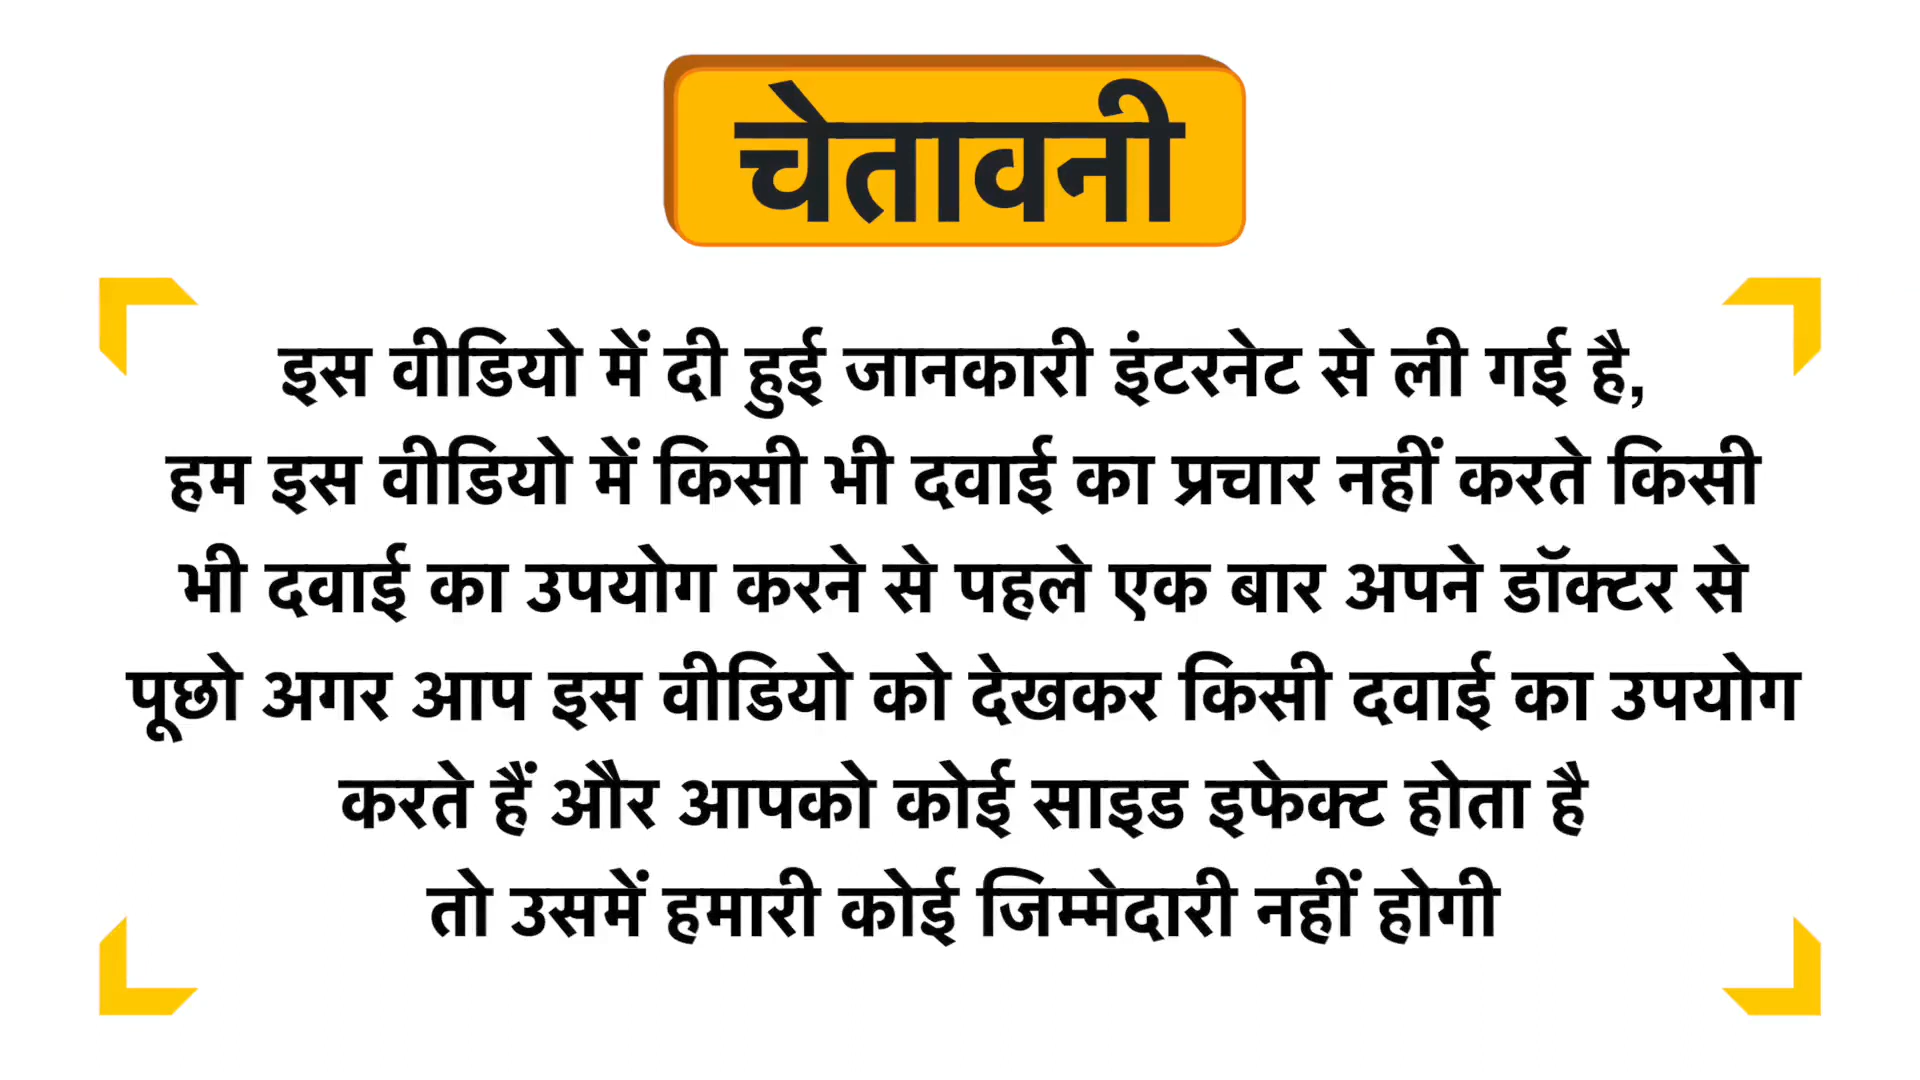 चेतावनी
इस वीडियो में दी हुई जानकारी इंटरनेट से ली गई है,
हम इस वीडियो में किसी भी दवाई का प्रचार नहीं करते किसी
भी दवाई का उपयोग करने से पहले एक बार अपने डॉक्टर से
पूछो अगर आप इस वीडियो को देखकर किसी दवाई का उपयोग
करते हैं और आपको कोई साइड इफेक्ट होता है
तो उसमें हमारी कोई जिम्मेदारी नहीं होगी